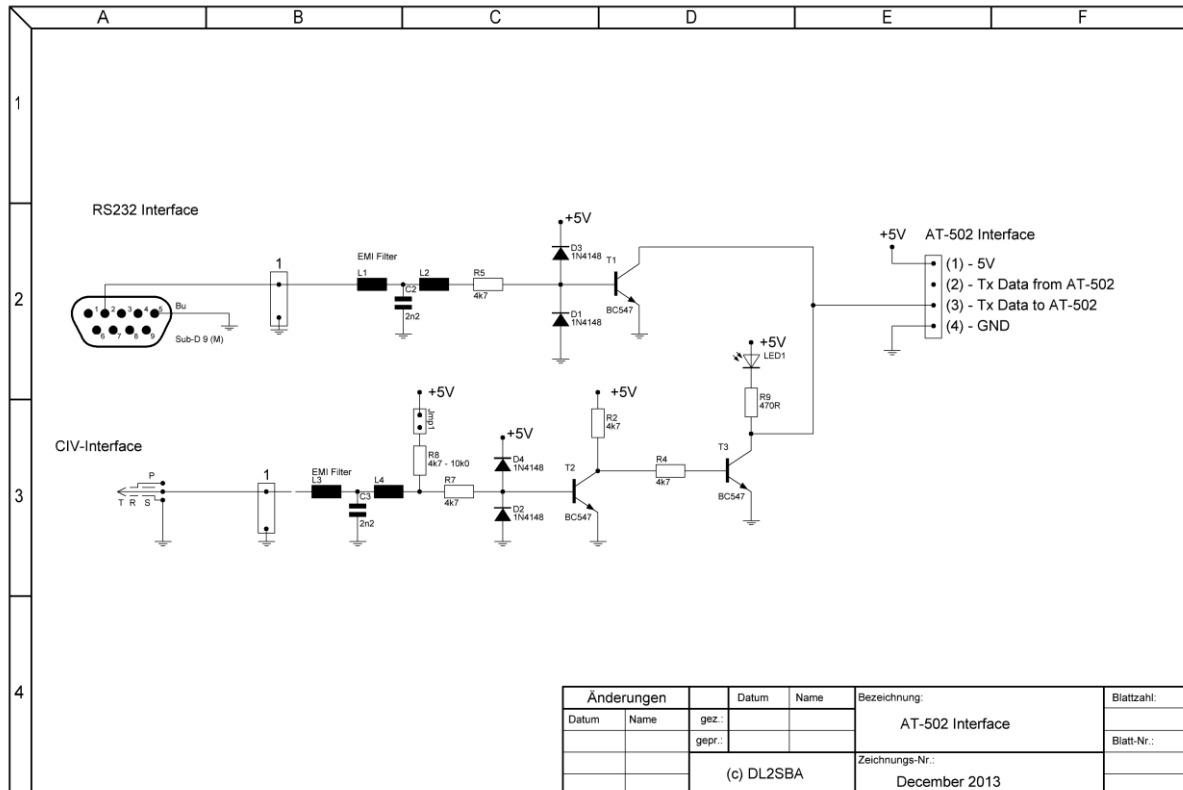 A B C D E F
1
2
3
4
RS232 Interface
1 2 3 4 5
6 7 8 9
Bu
Sub-D 9 (M)
1
EMI Filter
L1
C2
2n2
L2
R5
4k7
+5V
D3
1N4148
D1
1N4148
T1
BC547
+5V
AT-502 Interface
(1) - 5V
(2) - Tx Data from AT-502
(3) - Tx Data to AT-502
(4) - GND
CIV-Interface
P
T R S
1
EMI Filter
L3
C3
2n2
L4
+5V
Jmp1
R8
4k7 - 10k0
R7
4k7
+5V
D4
1N4148
D2
1N4148
T2
BC547
+5V
R2
4k7
R4
4k7
+5V
LED1
R9
470R
T3
BC547
Änderungen
Datum Name
Datum Name
gez.:
gepr.:
(c) DL2SBA
Bezeichnung:
AT-502 Interface
Zeichnungs-Nr.:
December 2013
Blattzahl:
Blatt-Nr.: